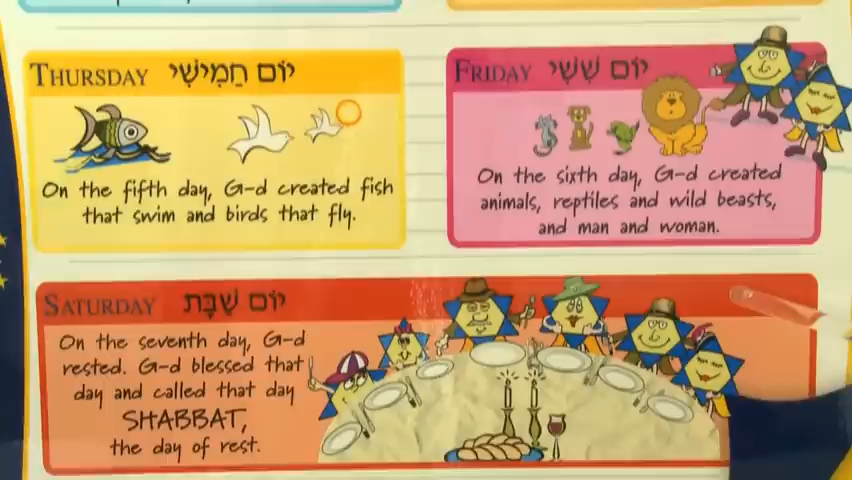 THURSDAY יוֹם חֲמִישִׁי
On the fifth day, G-d created fish
that swim and birds that fly.
FRIDAY יוֹם שִׁשִׁי
On the sixth day, G-d created
animals, reptiles and wild beasts,
and man and woman.
SATURDAY יוֹם שַׁבָּת
On the seventh day, G-d
rested. G-d blessed that
day and called that day
SHABBAT,
the day of rest.